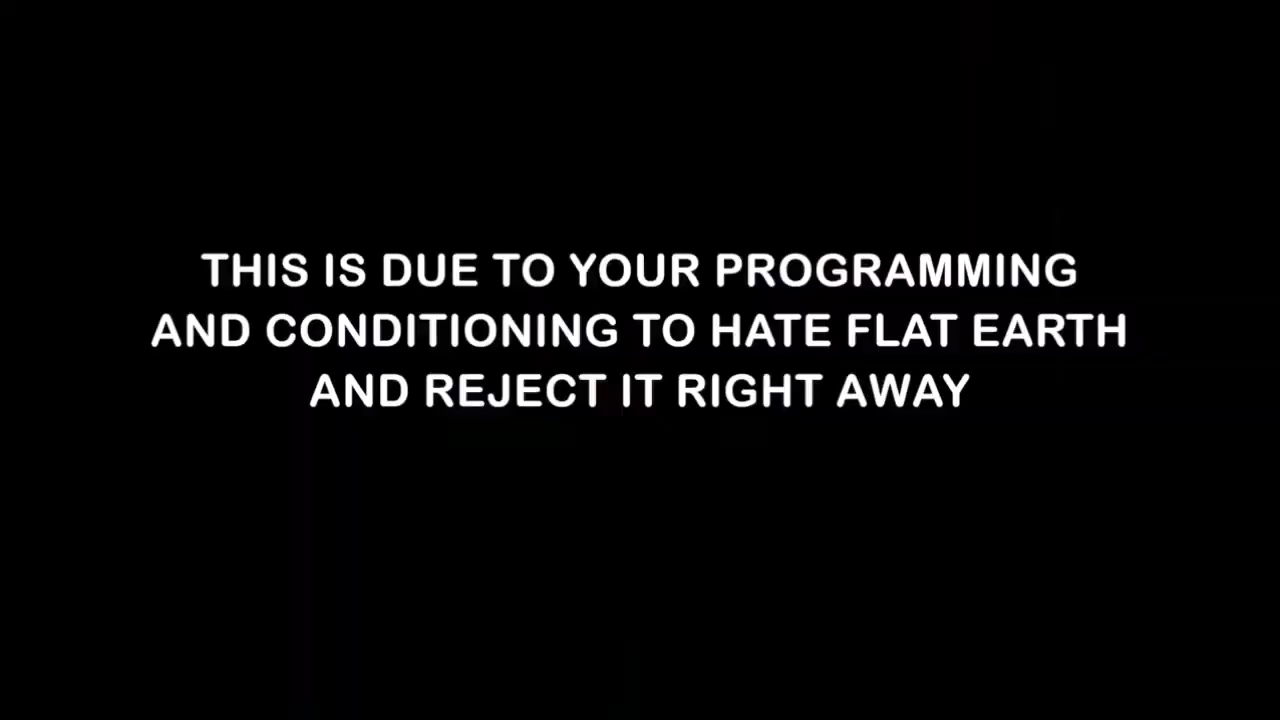 THIS IS DUE TO YOUR PROGRAMMING
AND CONDITIONING TO HATE FLAT EARTH
AND REJECT IT RIGHT AWAY